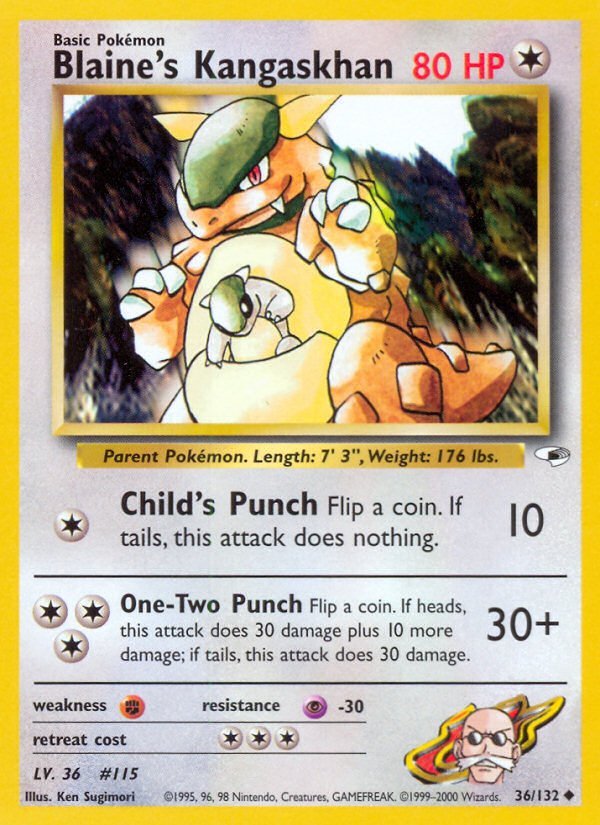 Basic Pokémon
Blaine's Kangaskhan 80 HP
Parent Pokémon. Length: 7' 3", Weight: 176 lbs.
Child's Punch Flip a coin. If
tails, this attack does nothing.
10
One-Two Punch Flip a coin. If heads,
this attack does 30 damage plus 10 more
damage; if tails, this attack does 30 damage.
30+
weakness resistance -30
retreat cost
LV. 36 #115
Illus. Ken Sugimori ©1995, 96, 98 Nintendo, Creatures, GAMEFREAK. ©1999-2000 Wizards. 36/132